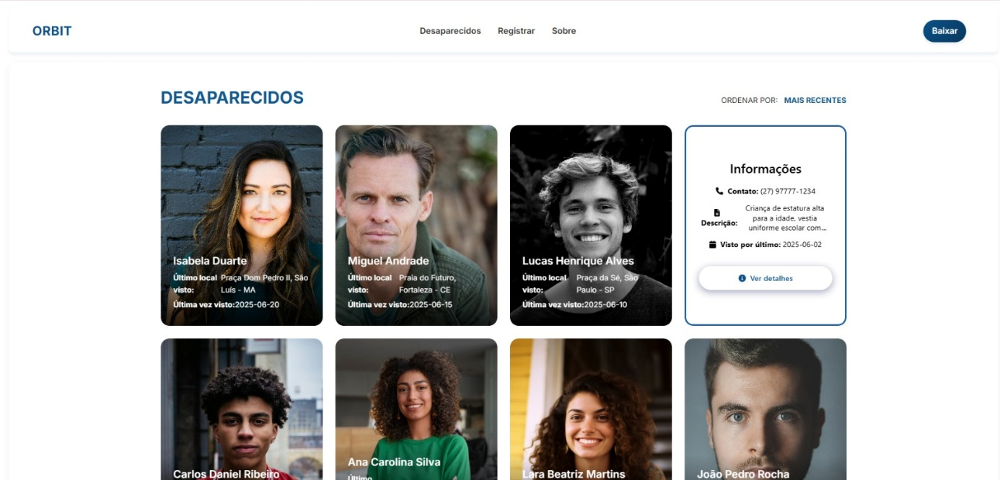 ORBIT
Desaparecidos
Registrar
Sobre
Baixar
DESAPARECIDOS
ORDENAR POR: MAIS RECENTES
Isabela Duarte
Último local visto: Praça Dom Pedro II, São
Luís - MA
Última vez visto:2025-06-20
Miguel Andrade
Último local visto: Praia do Futuro,
Fortaleza - CE
Última vez visto:2025-06-15
Lucas Henrique Alves
Último local visto: Praça da Sé, São
Paulo - SP
Última vez visto:2025-06-10
Informações
Contato: (27) 97777-1234
Descrição: Criança de estatura alta
para a idade, vestia
uniforme escolar com...
Visto por último: 2025-06-02
Ver detalhes
Carlos Daniel Ribeiro
Ana Carolina Silva
Último
Lara Beatriz Martins
João Pedro Rocha